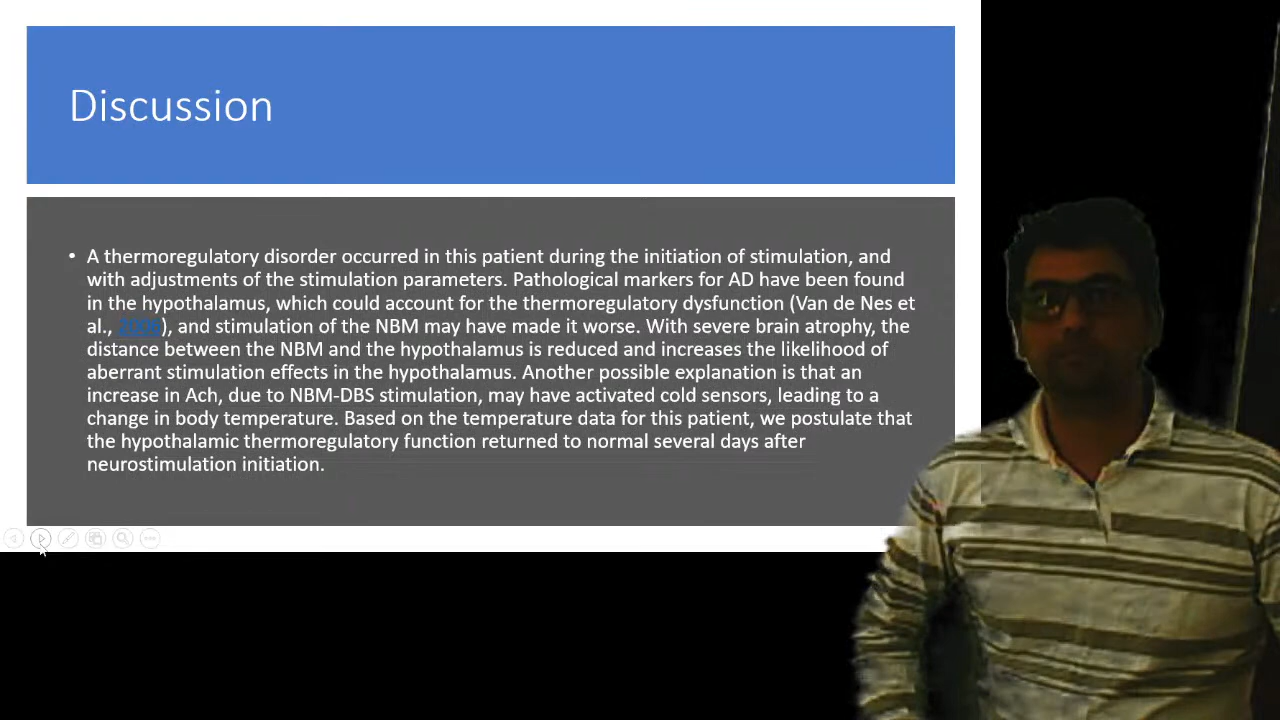 Discussion
• A thermoregulatory disorder occurred in this patient during the initiation of stimulation, and
with adjustments of the stimulation parameters. Pathological markers for AD have been found
in the hypothalamus, which could account for the thermoregulatory dysfunction (Van de Nes et
al., 2006), and stimulation of the NBM may have made it worse. With severe brain atrophy, the
distance between the NBM and the hypothalamus is reduced and increases the likelihood of
aberrant stimulation effects in the hypothalamus. Another possible explanation is that an
increase in Ach, due to NBM-DBS stimulation, may have activated cold sensors, leading to a
change in body temperature. Based on the temperature data for this patient, we postulate that
the hypothalamic thermoregulatory function returned to normal several days after
neurostimulation initiation.